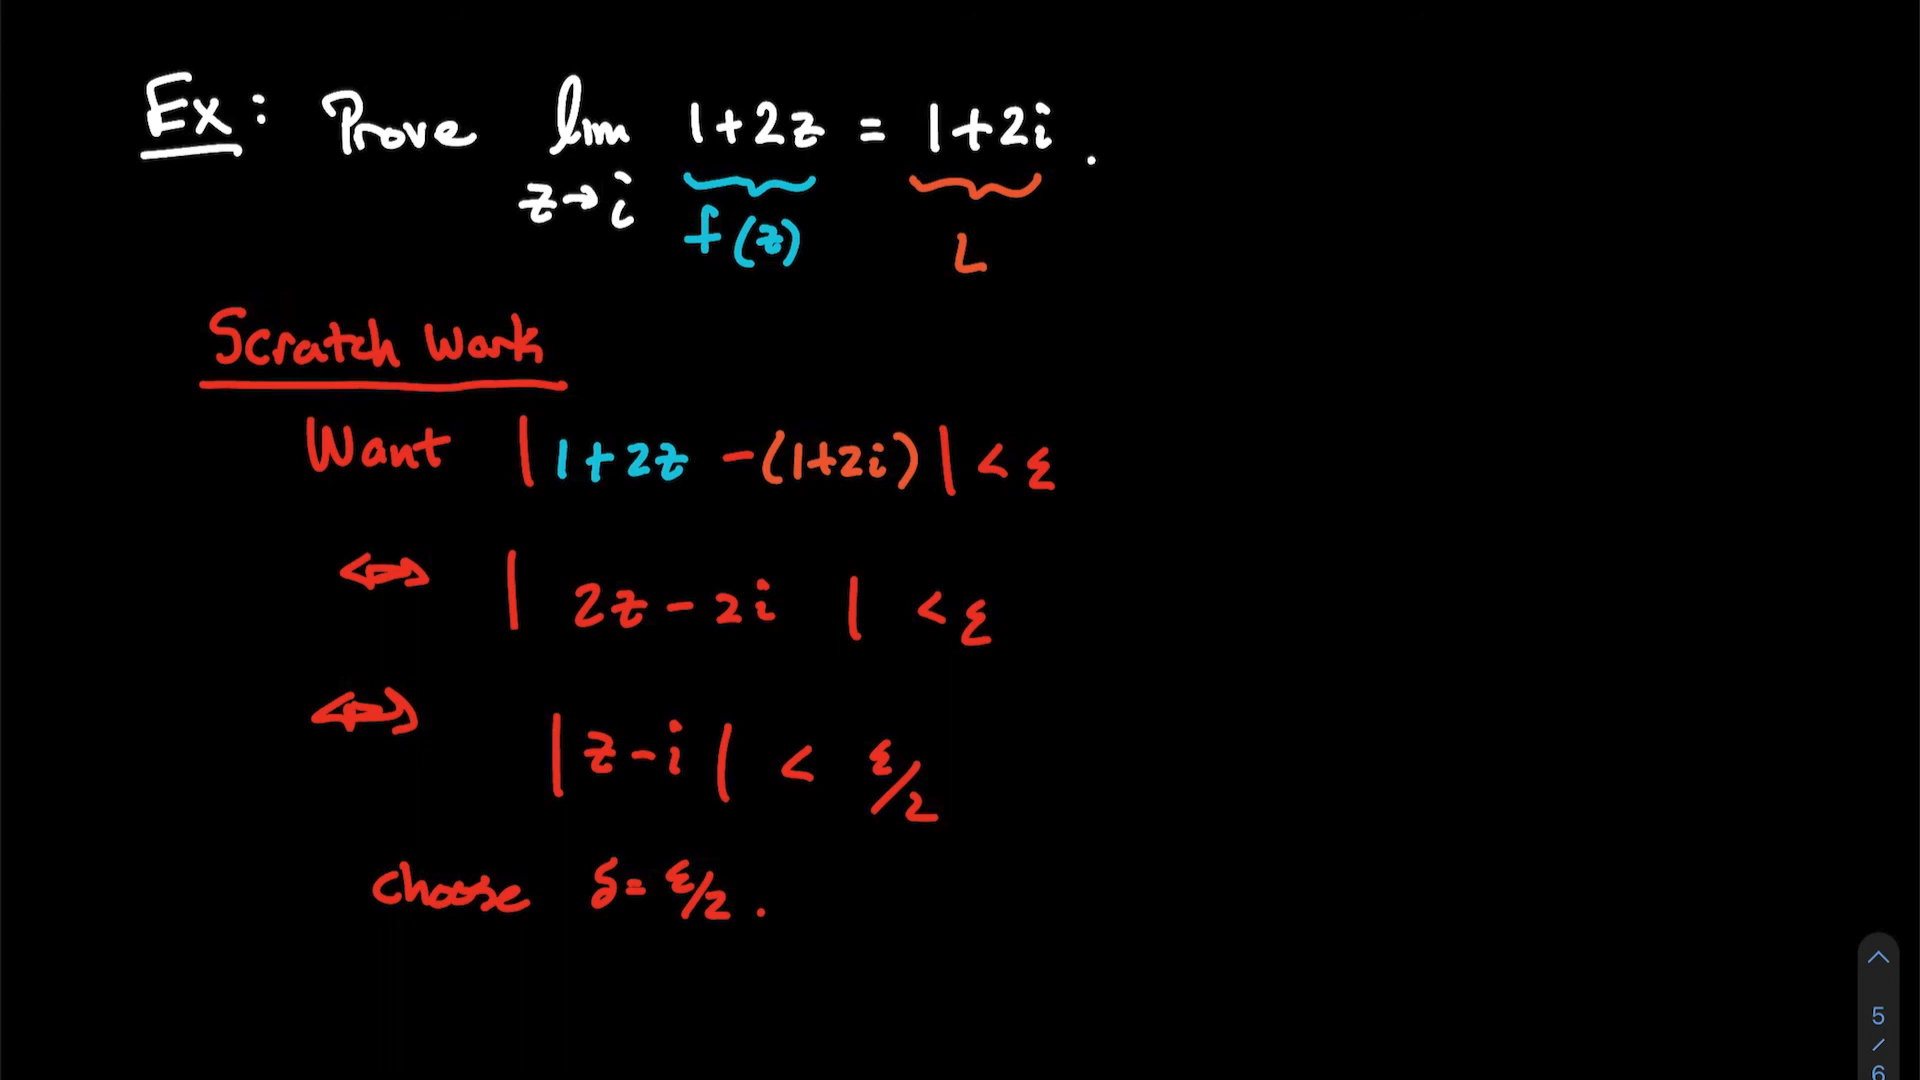 Ex: Prove lim 1+2z = 1+2i.
z→i f(z) L
Scratch Work
Want |1+2z -(1+2i)| < ε
⟺ | 2z - 2i | < ε
⟺ |z-i| < ε/2
choose δ = ε/2.
5
/
6